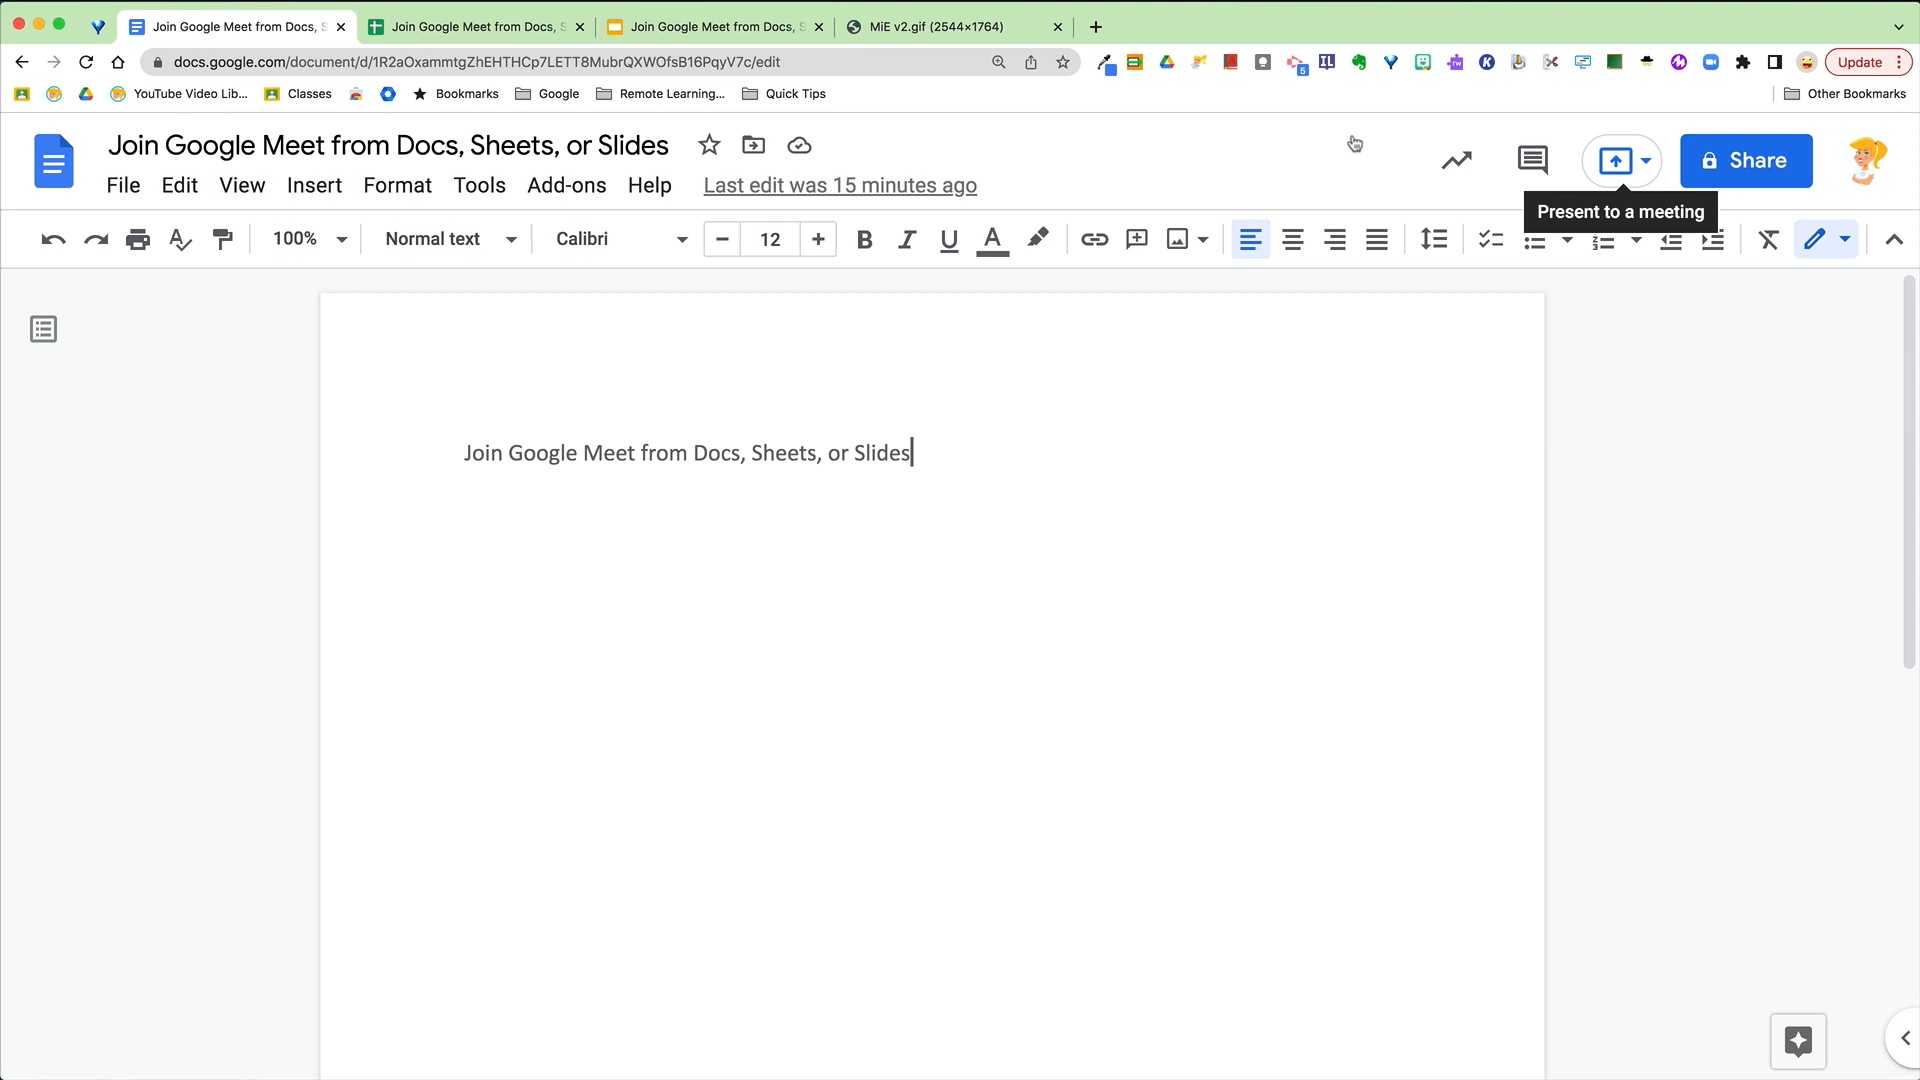 Join Google Meet from Docs, S
Join Google Meet from Docs, S
Join Google Meet from Docs, S
MiE v2.gif (2544×1764)
docs.google.com/document/d/1R2aOxammtgZhEHTHCp7LETT8MubrQXWOfsB16PqyV7c/edit
5
IL
rw
K
Update
YouTube Video Lib...
Classes
Bookmarks
Google
Remote Learning...
Quick Tips
Other Bookmarks
Join Google Meet from Docs, Sheets, or Slides
File Edit View Insert Format Tools Add-ons Help Last edit was 15 minutes ago
Share
Present to a meeting
100% Normal text Calibri 12 B I U A
Join Google Meet from Docs, Sheets, or Slides